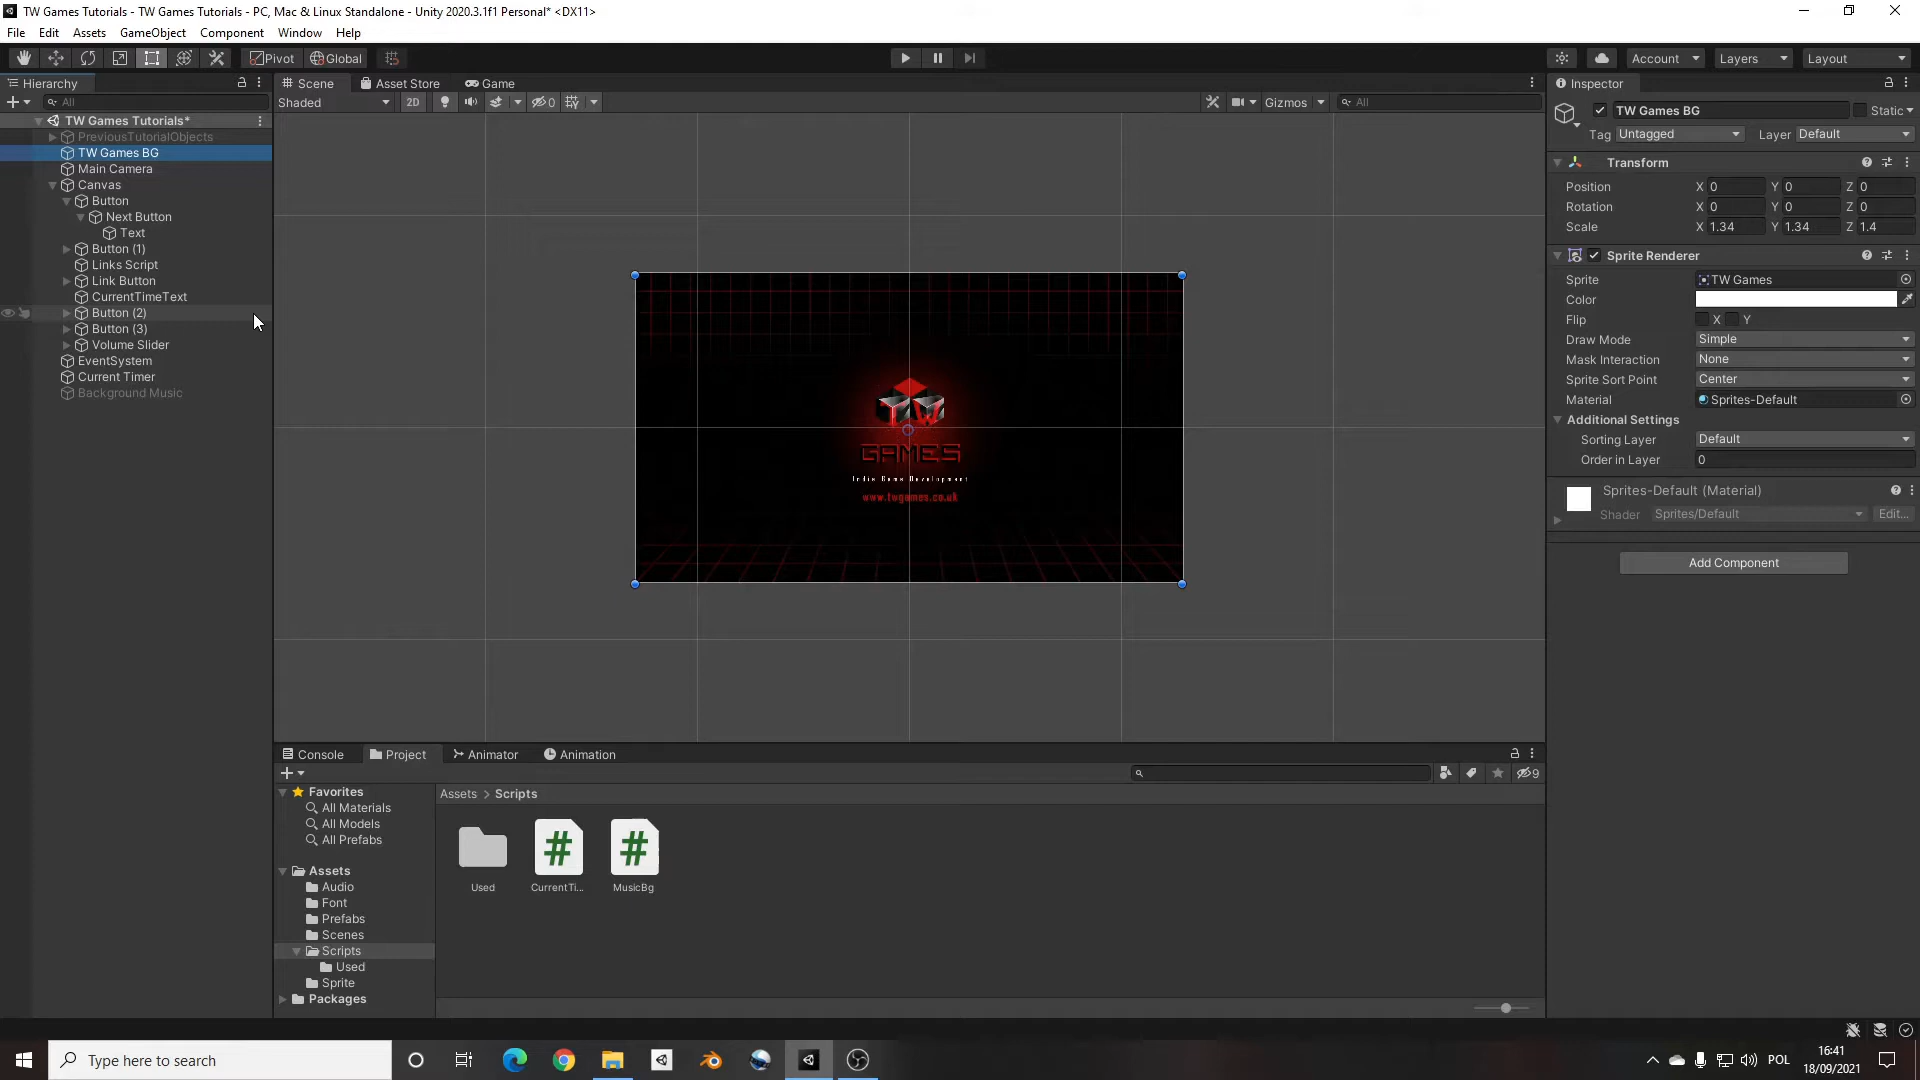 TW Games Tutorials - TW Games Tutorials - PC, Mac & Linux Standalone - Unity 2020.3.1f1 Personal* <DX11>
File Edit Assets GameObject Component Window Help
Pivot Global Account Layers Layout
Hierarchy Scene Asset Store Game Inspector
All Shaded 2D 0 Gizmos All
TW Games Tutorials*
PreviousTutorialObjects
TW Games BG
Main Camera
Canvas
Button
Next Button
Text
Button (1)
Links Script
Link Button
CurrentTimeText
Button (2)
Button (3)
Volume Slider
EventSystem
Current Timer
Background Music
TW
GAMES
Indie Game Development
www.twgames.co.uk
TW Games BG Static
Tag Untagged Layer Default
Transform
Position X 0 Y 0 Z 0
Rotation X 0 Y 0 Z 0
Scale X 1.34 Y 1.34 Z 1.4
Sprite Renderer
Sprite TW Games
Color
Flip X Y
Draw Mode Simple
Mask Interaction None
Sprite Sort Point Center
Material Sprites-Default
Additional Settings
Sorting Layer Default
Order in Layer 0
Sprites-Default (Material)
Shader Sprites/Default Edit...
Add Component
Console Project Animator Animation
9
Favorites
All Materials
All Models
All Prefabs
Assets
Audio
Font
Prefabs
Scenes
Scripts
Used
Sprite
Packages
Assets > Scripts
Used CurrentTi... MusicBg
Type here to search
POL
16:41
18/09/2021